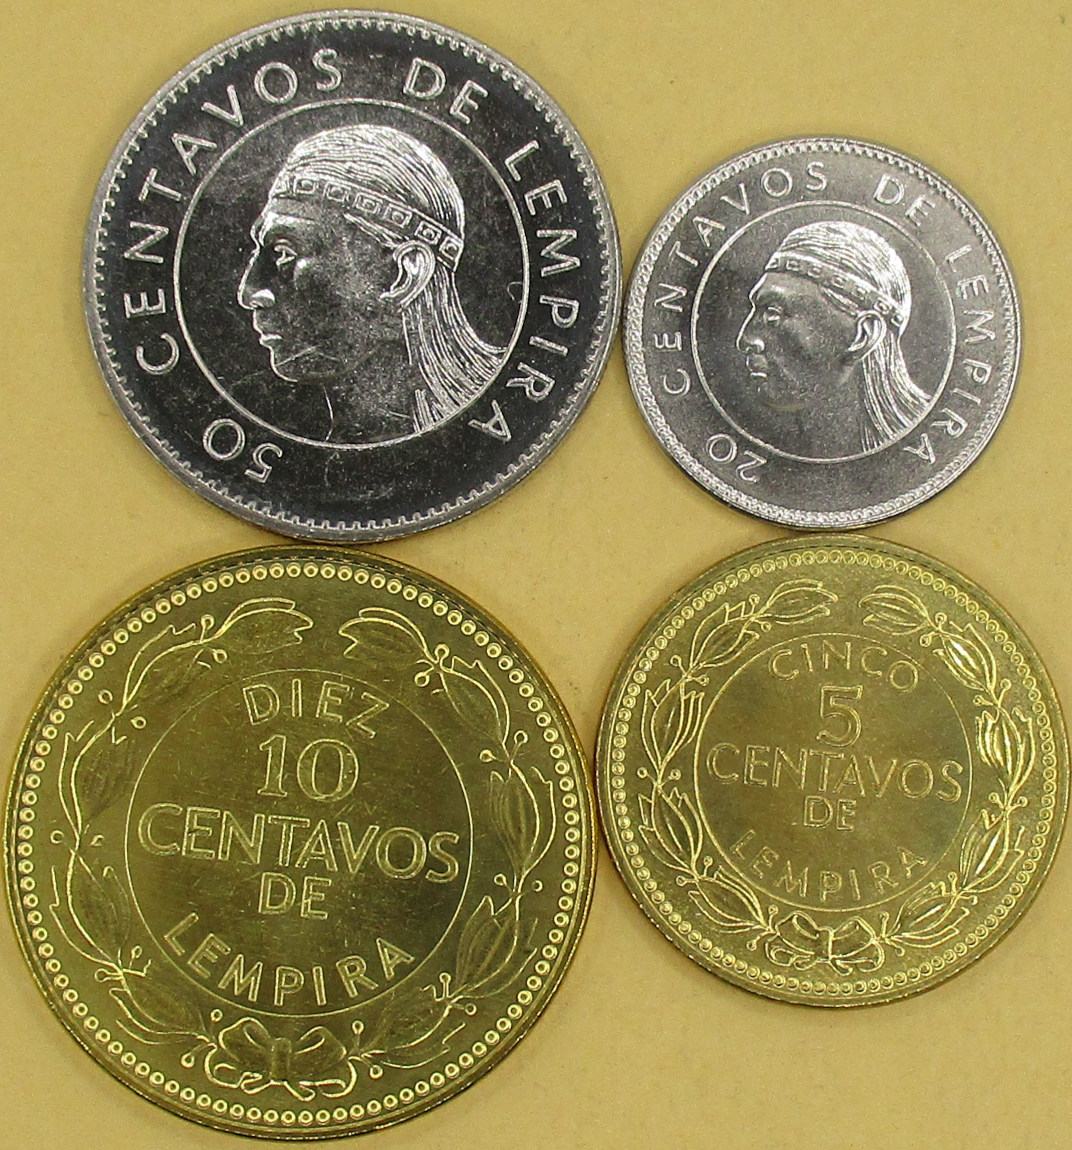 50 CENTAVOS DE LEMPIRA
20 CENTAVOS DE LEMPIRA
DIEZ
10
CENTAVOS
DE
LEMPIRA
CINCO
5
CENTAVOS
DE
LEMPIRA